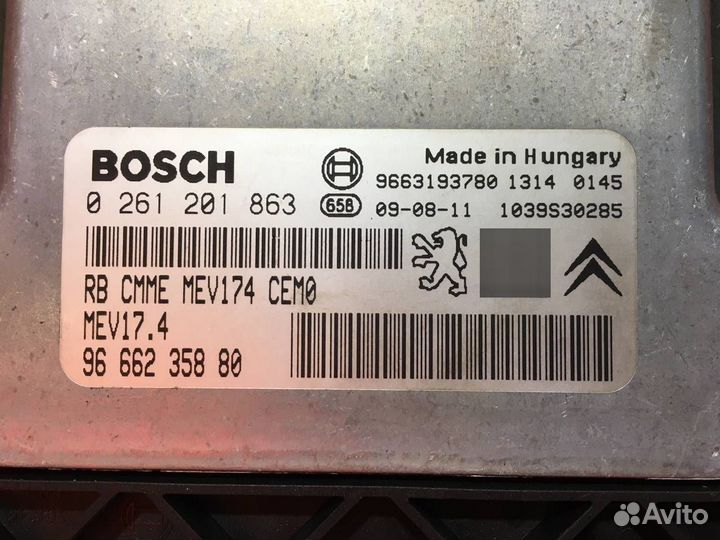 BOSCH
Made in Hungary
9663193780 1314 0145
0 261 201 863
658
09-08-11 1039S30285
RB CMME MEV174 CEM0
MEV17.4
96 662 358 80
Avito